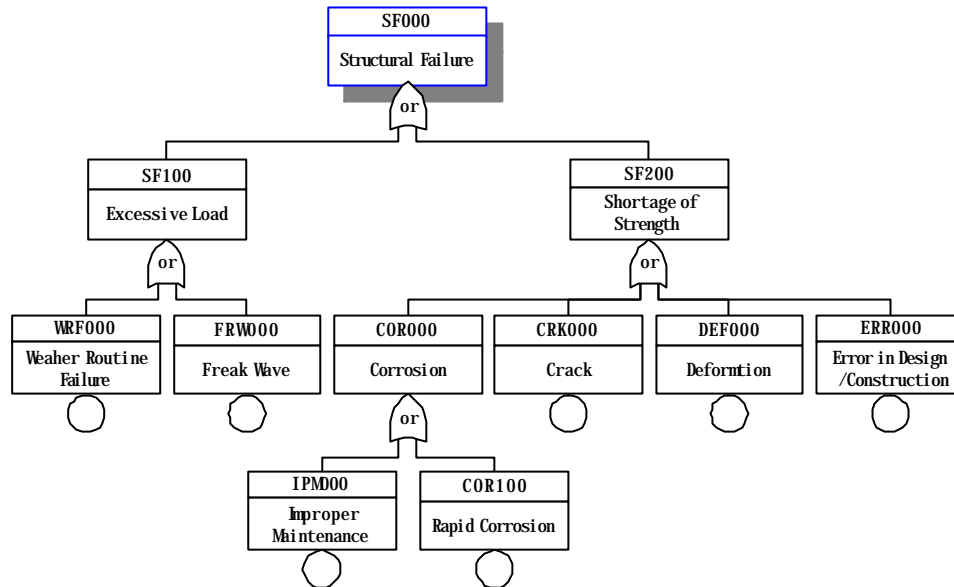 SF000
Structural Failure
or
SF100
Excessive Load
SF200
Shortage of
Strength
or
or
WRF000
Weaher Routine
Failure
FRW000
Freak Wave
COR000
Corrosion
CRK000
Crack
DEF000
Deformtion
ERR000
Error in Design
/Construction
or
IPM000
Improper
Maintenance
COR100
Rapid Corrosion